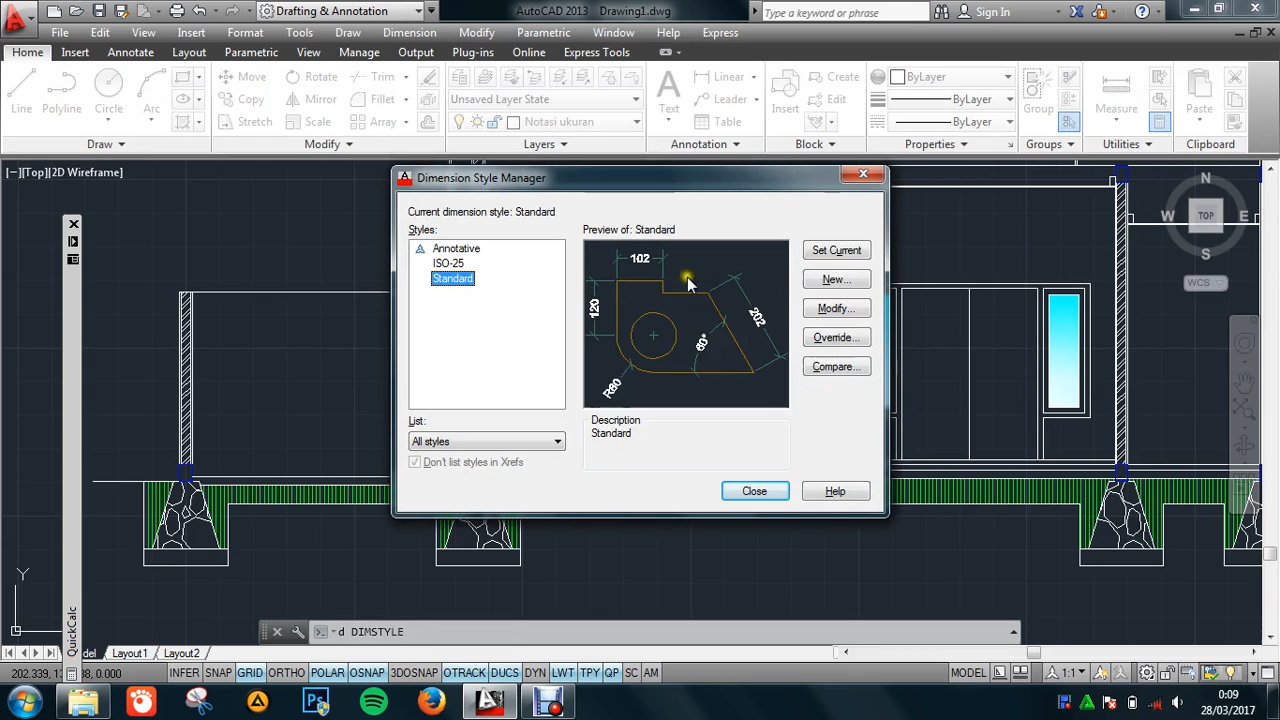 Drafting & Annotation
AutoCAD 2013 Drawing1.dwg
Type a keyword or phrase
Sign In
File Edit View Insert Format Tools Draw Dimension Modify Parametric Window Help Express
Home Insert Annotate Layout Parametric View Manage Output Plug-ins Online Express Tools
Line Polyline Circle Arc
Move Rotate Trim
Copy Mirror Fillet
Stretch Scale Array
Unsaved Layer State
Notasi ukuran
Text
Linear
Leader
Table
Insert
Create
Edit
ByLayer
ByLayer
ByLayer
Group
Measure
Paste
Draw Modify Layers Annotation Block Properties Groups Utilities Clipboard
[−][Top][2D Wireframe]
Dimension Style Manager
Current dimension style: Standard
Styles:
Annotative
ISO-25
Standard
List:
All styles
Don't list styles in Xrefs
Preview of: Standard
102
120
202
60°
R80
Description
Standard
Set Current
New...
Modify...
Override...
Compare...
Close
Help
N
W TOP E
S
WCS
QuickCalc
Y
d DIMSTYLE
Layout1 Layout2
INFER SNAP GRID ORTHO POLAR OSNAP 3DOSNAP OTRACK DUCS DYN LWT TPY QP SC AM
MODEL
1:1
Ps
0:09
28/03/2017